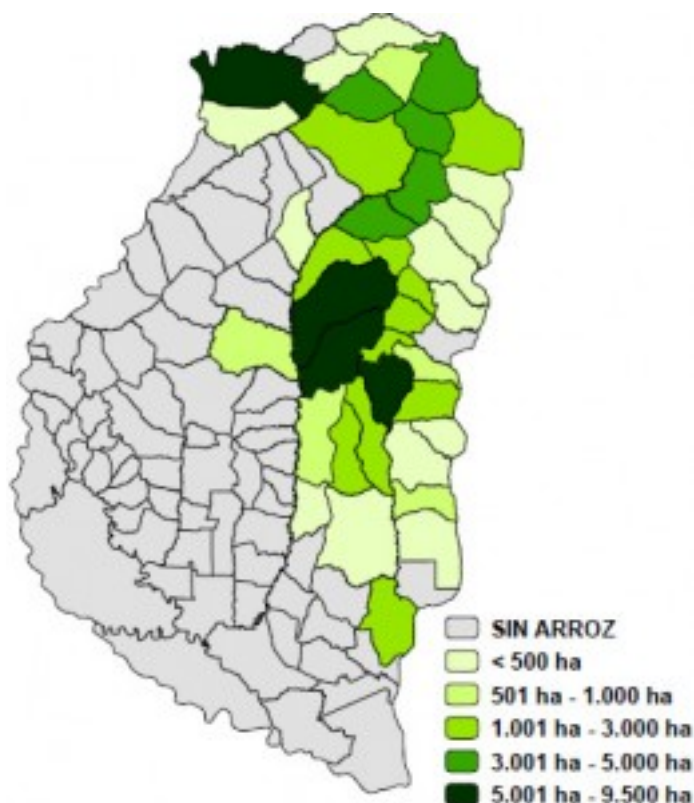 SIN ARROZ
< 500 ha
501 ha - 1.000 ha
1.001 ha - 3.000 ha
3.001 ha - 5.000 ha
5.001 ha - 9.500 ha